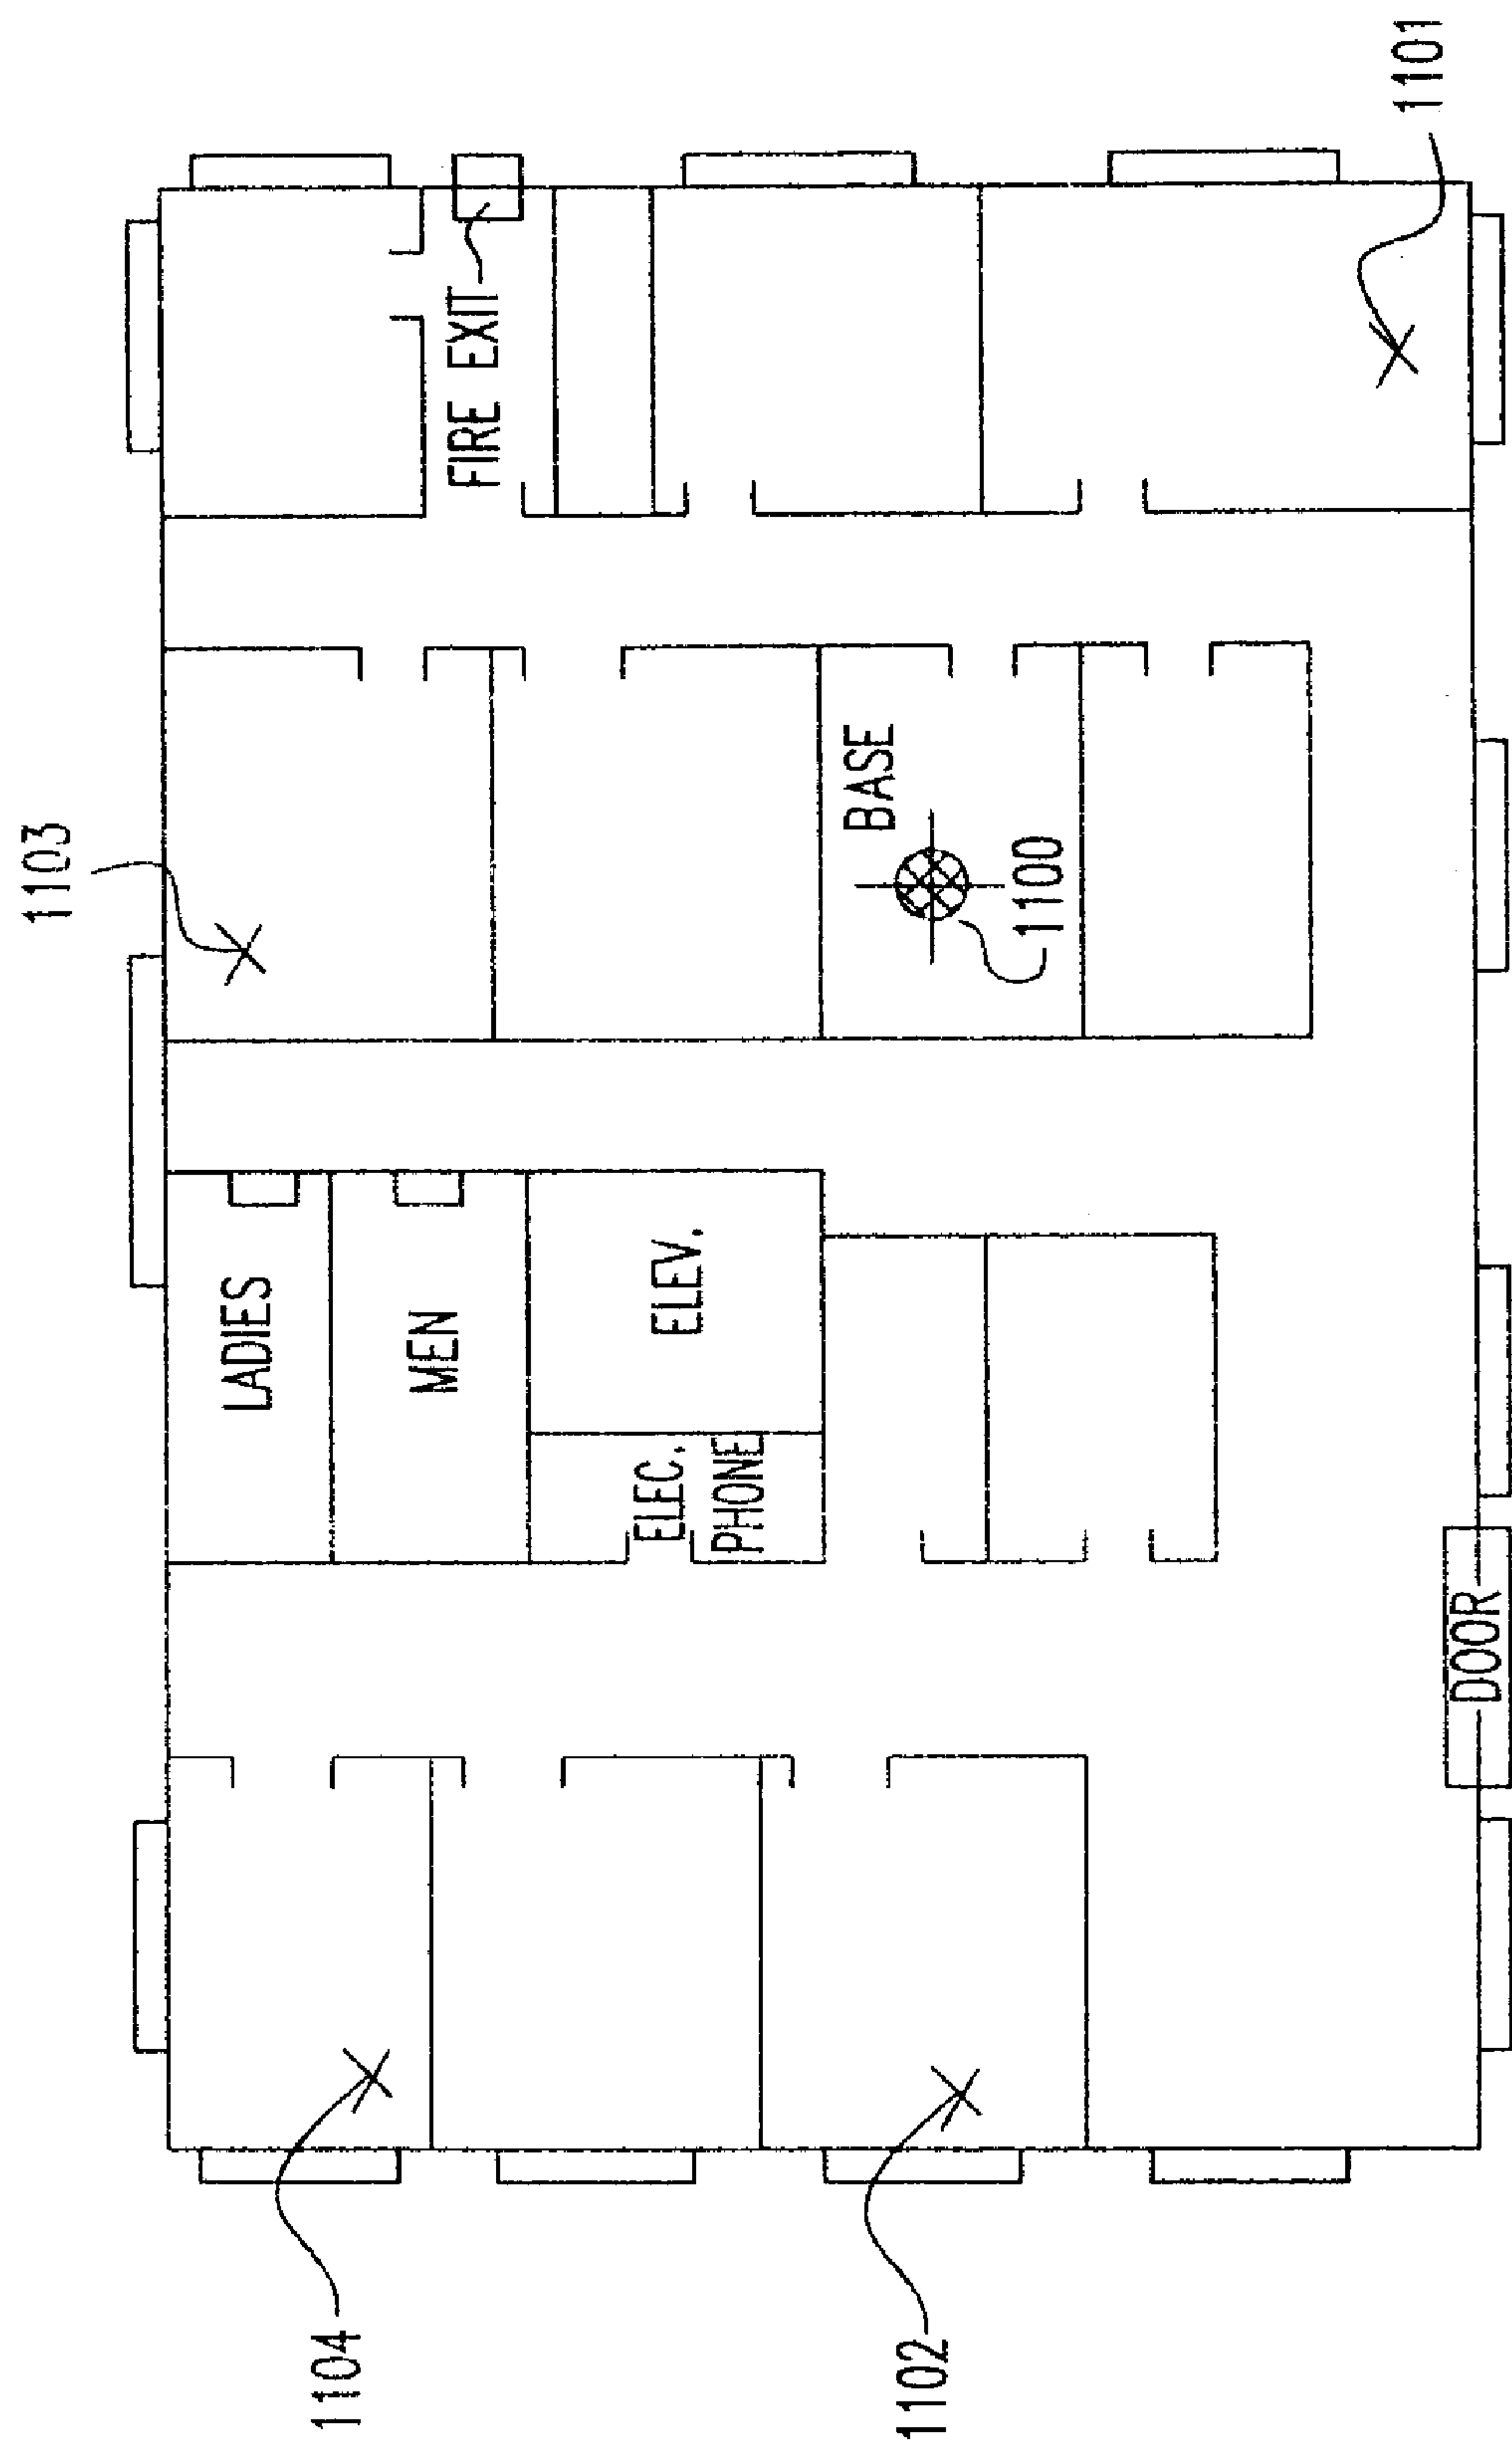 1104
1103
1101
LADIES
MEN
FIRE EXIT
ELEC.
PHONE
ELEV.
BASE
1102
1100
DOOR